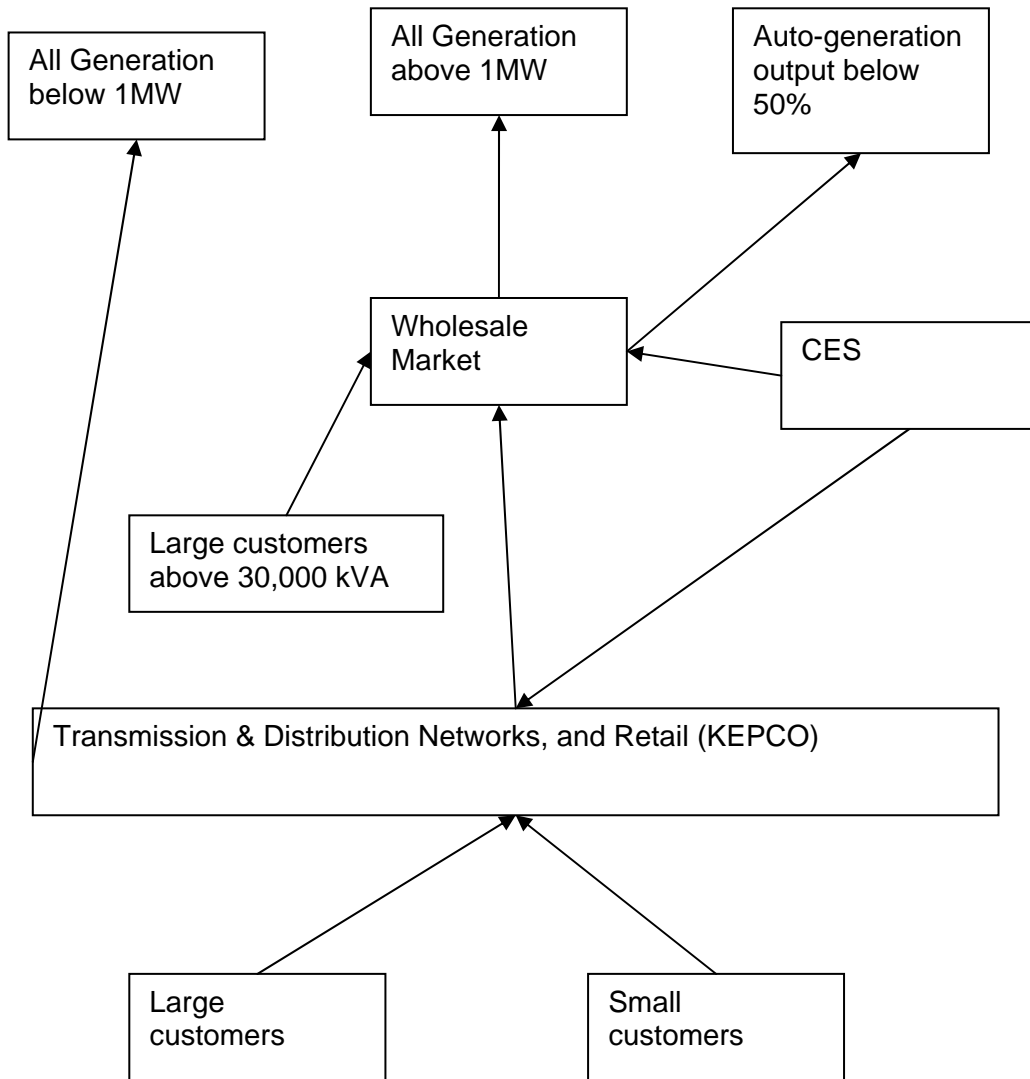 All Generation
below 1MW
All Generation
above 1MW
Auto-generation
output below
50%
Wholesale
Market
CES
Large customers
above 30,000 kVA
Transmission & Distribution Networks, and Retail (KEPCO)
Large
customers
Small
customers